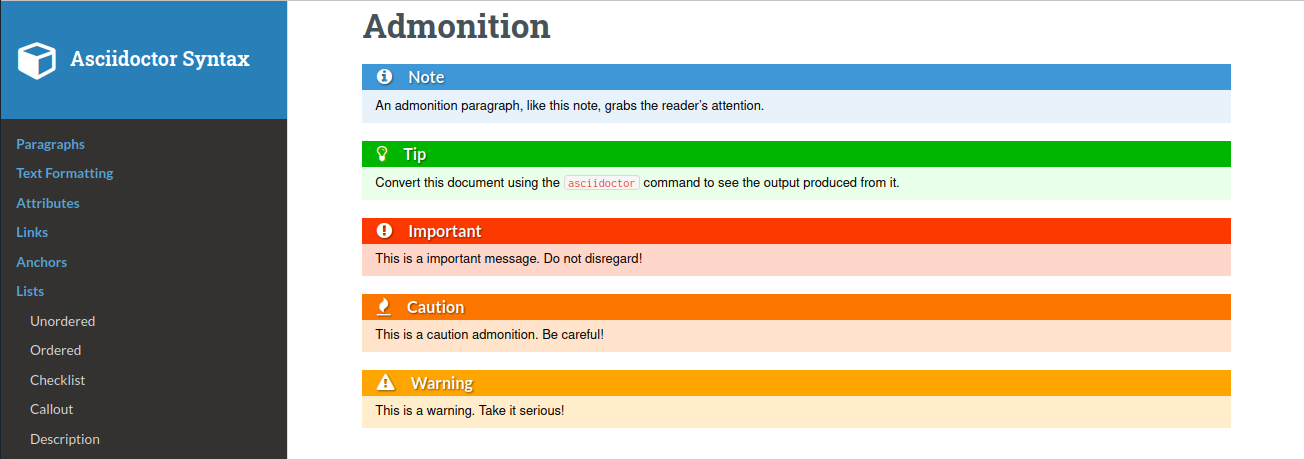 Asciidoctor Syntax
Paragraphs
Text Formatting
Attributes
Links
Anchors
Lists
Unordered
Ordered
Checklist
Callout
Description
Admonition
Note
An admonition paragraph, like this note, grabs the reader's attention.
Tip
Convert this document using the asciidoctor command to see the output produced from it.
Important
This is a important message. Do not disregard!
Caution
This is a caution admonition. Be careful!
Warning
This is a warning. Take it serious!